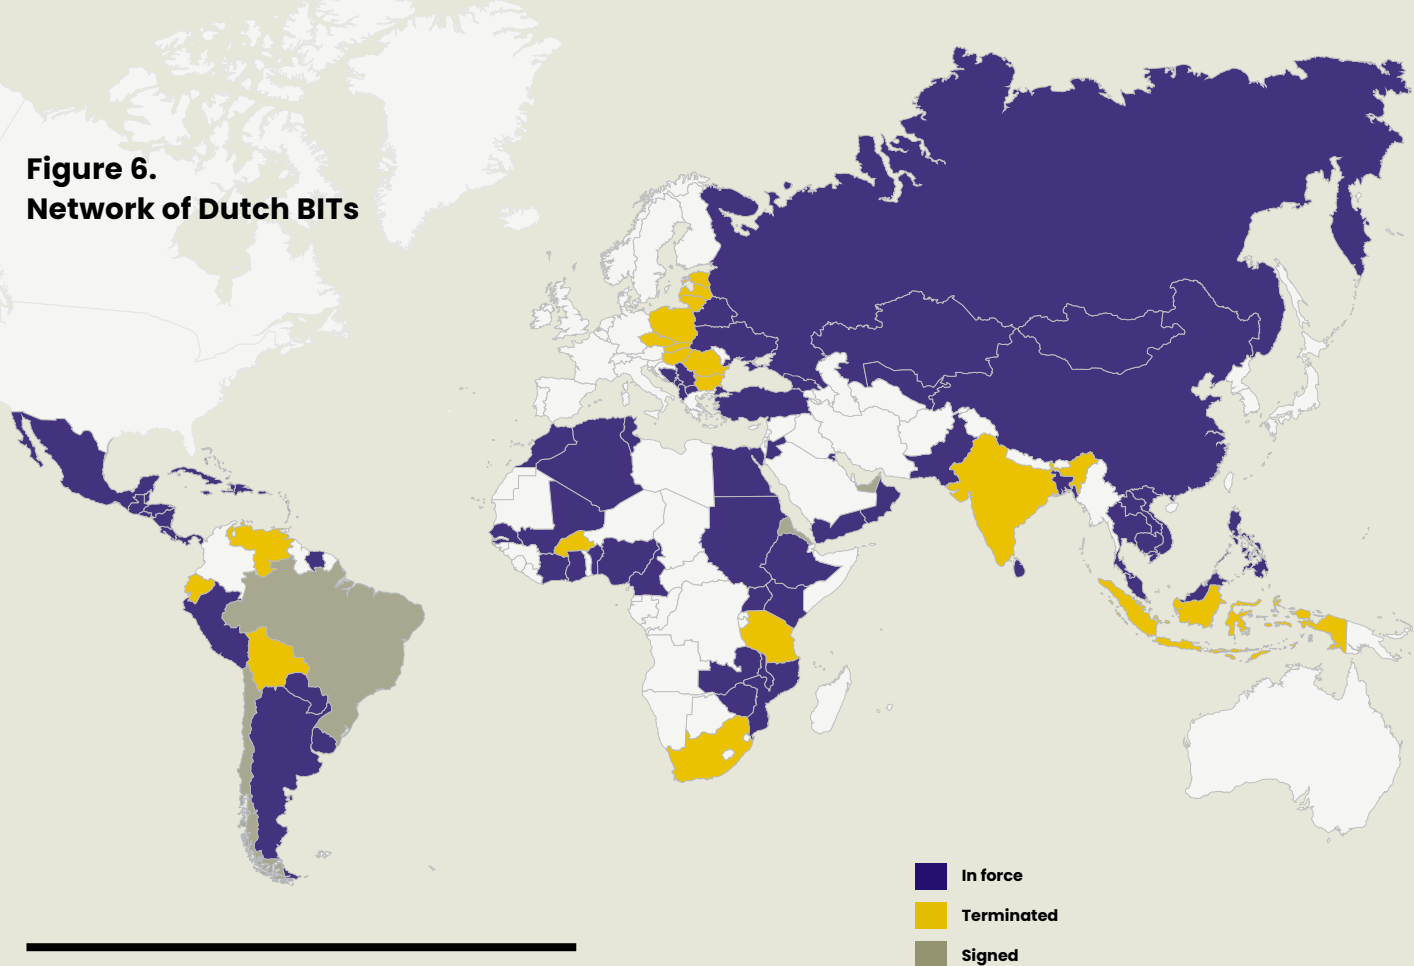 Figure 6.
Network of Dutch BITs
In force
Terminated
Signed